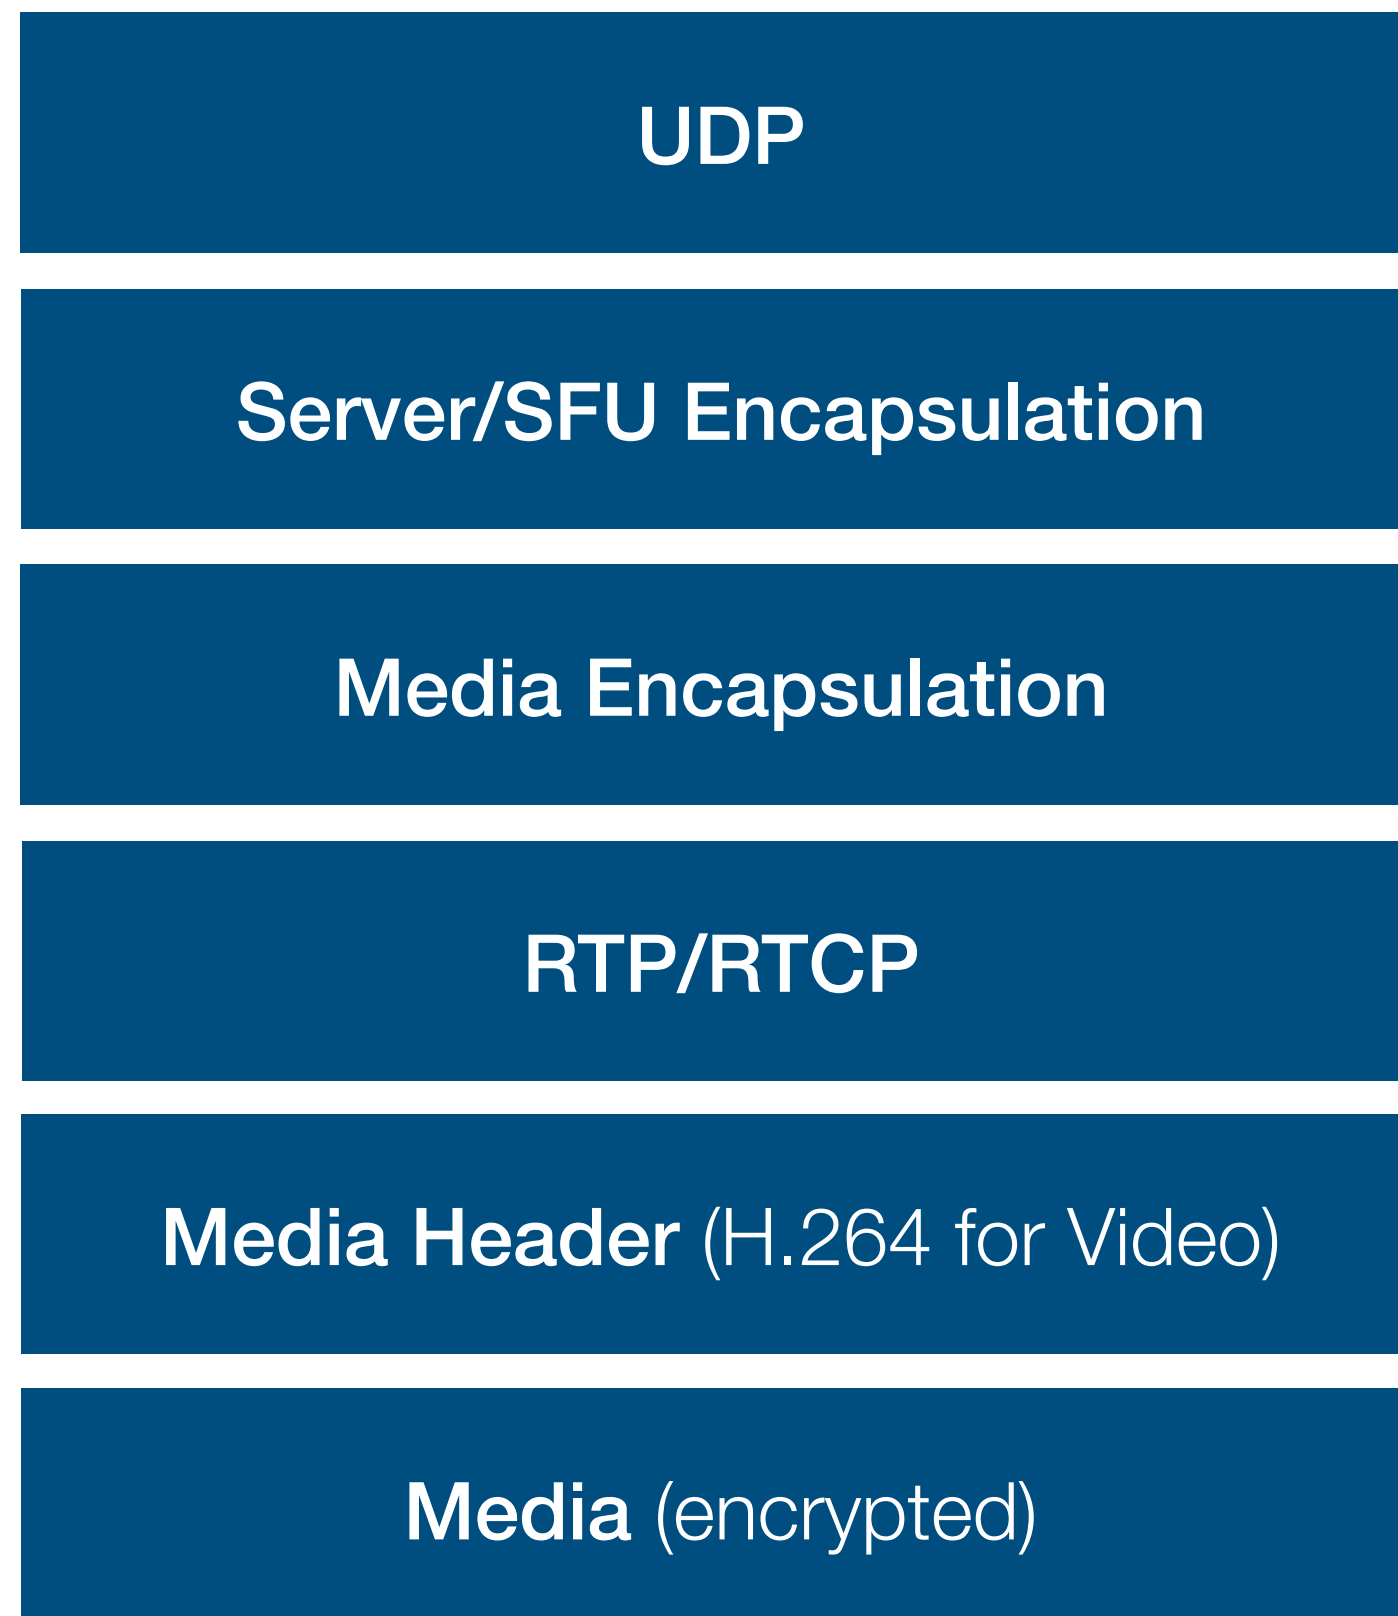 UDP
Server/SFU Encapsulation
Media Encapsulation
RTP/RTCP
Media Header (H.264 for Video)
Media (encrypted)